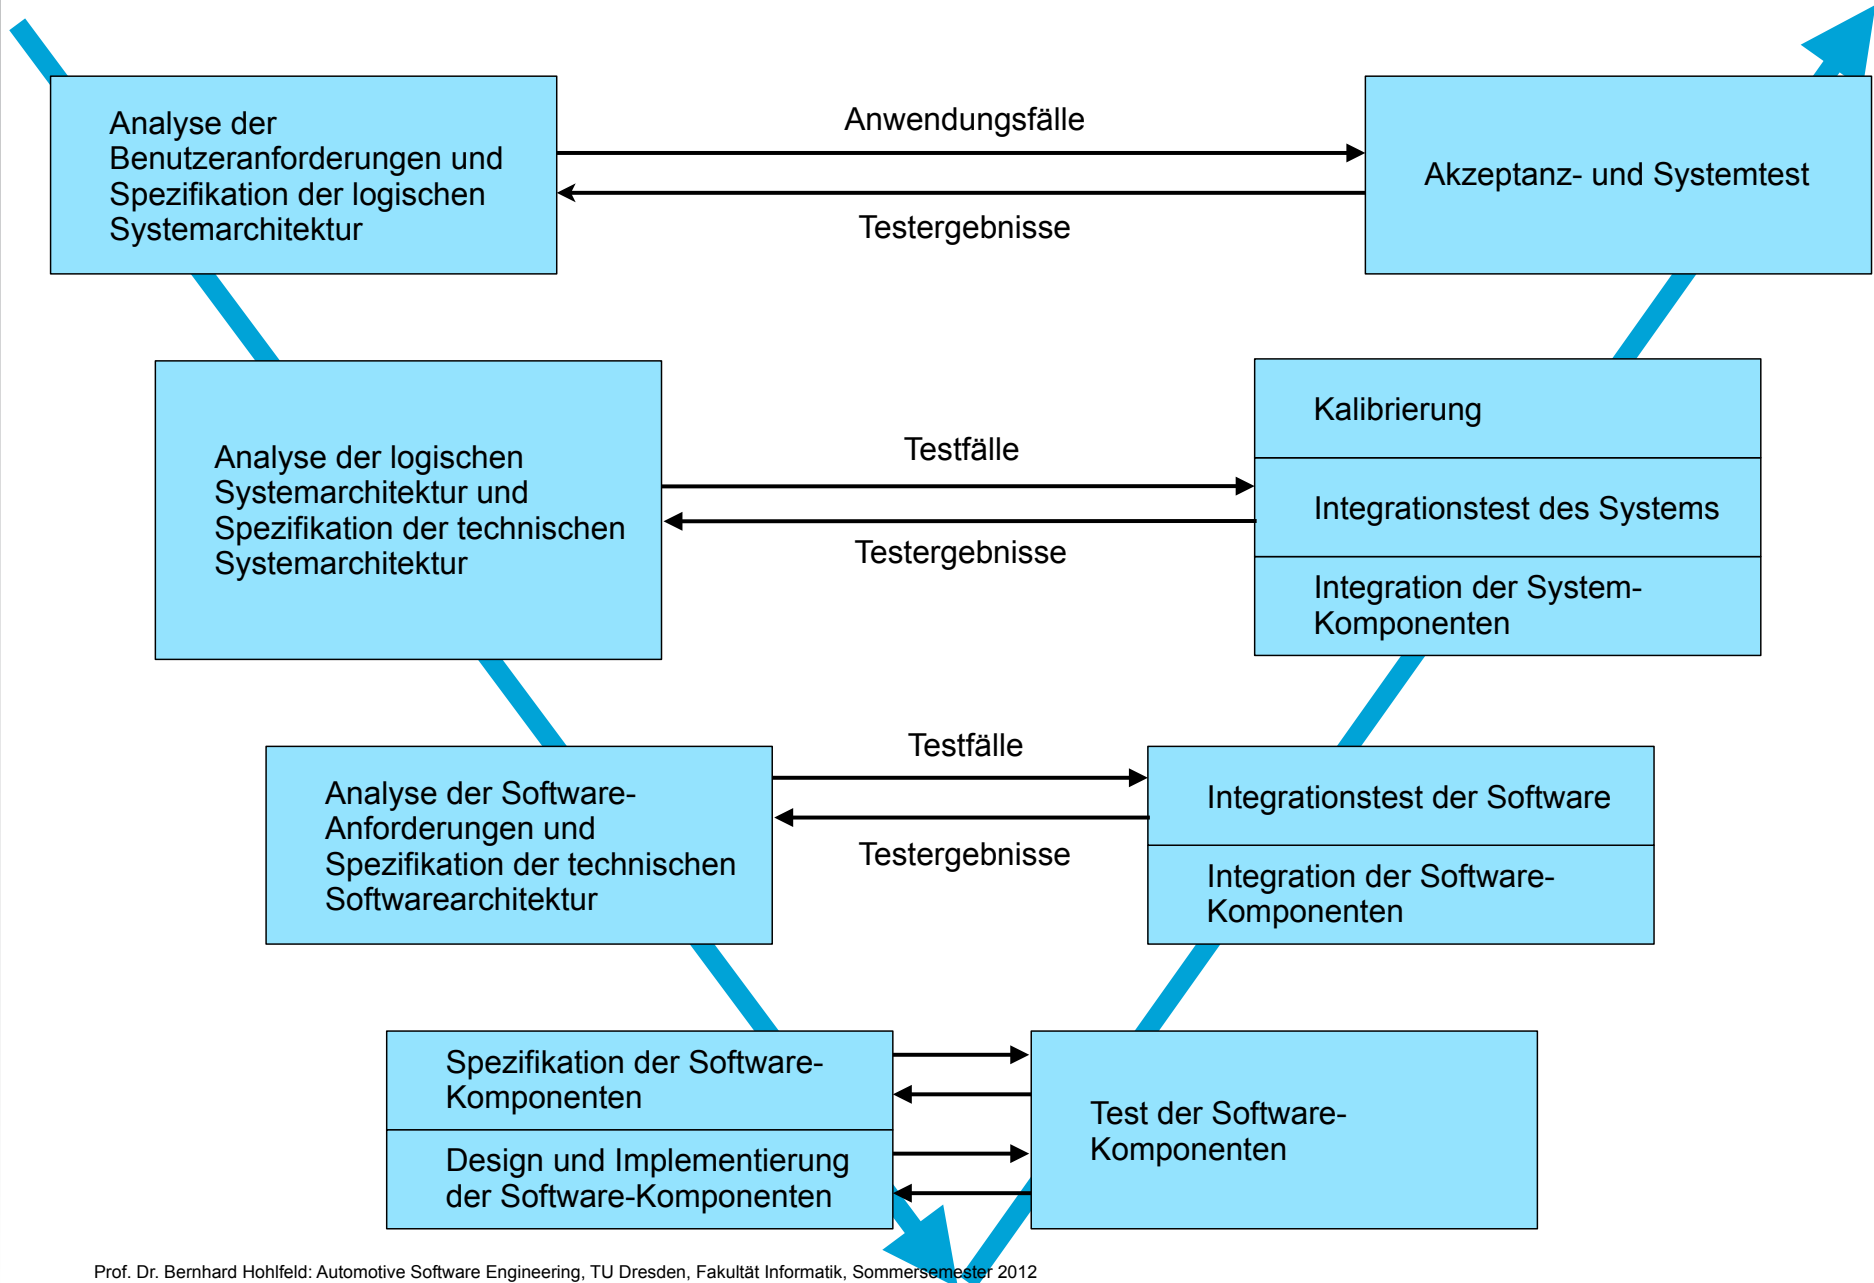 Analyse der
Benutzeranforderungen und
Spezifikation der logischen
Systemarchitektur
Anwendungsfälle
Testergebnisse
Akzeptanz- und Systemtest
Analyse der logischen
Systemarchitektur und
Spezifikation der technischen
Systemarchitektur
Testfälle
Testergebnisse
Kalibrierung
Integrationstest des Systems
Integration der System-
Komponenten
Analyse der Software-
Anforderungen und
Spezifikation der technischen
Softwarearchitektur
Testfälle
Testergebnisse
Integrationstest der Software
Integration der Software-
Komponenten
Spezifikation der Software-
Komponenten
Design und Implementierung
der Software-Komponenten
Test der Software-
Komponenten
Prof. Dr. Bernhard Hohlfeld: Automotive Software Engineering, TU Dresden, Fakultät Informatik, Sommersemester 2012